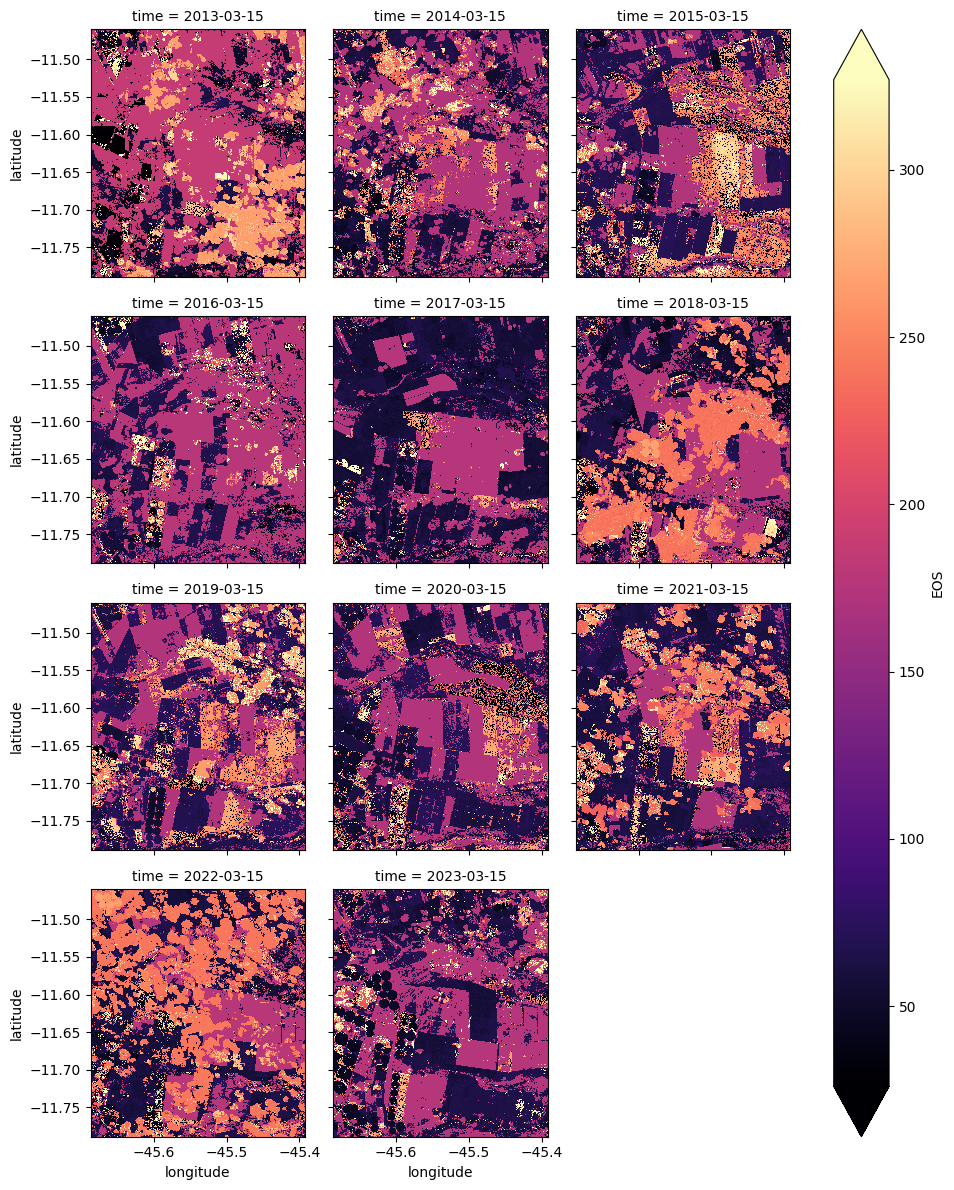 time = 2013-03-15
time = 2014-03-15
time = 2015-03-15
latitude
−11.50
−11.55
−11.60
−11.65
−11.70
−11.75
time = 2016-03-15
time = 2017-03-15
time = 2018-03-15
latitude
−11.50
−11.55
−11.60
−11.65
−11.70
−11.75
time = 2019-03-15
time = 2020-03-15
time = 2021-03-15
latitude
−11.50
−11.55
−11.60
−11.65
−11.70
−11.75
time = 2022-03-15
time = 2023-03-15
latitude
−11.50
−11.55
−11.60
−11.65
−11.70
−11.75
−45.6 −45.5 −45.4
longitude
−45.6 −45.5 −45.4
longitude
300
250
200
150
100
50
EOS